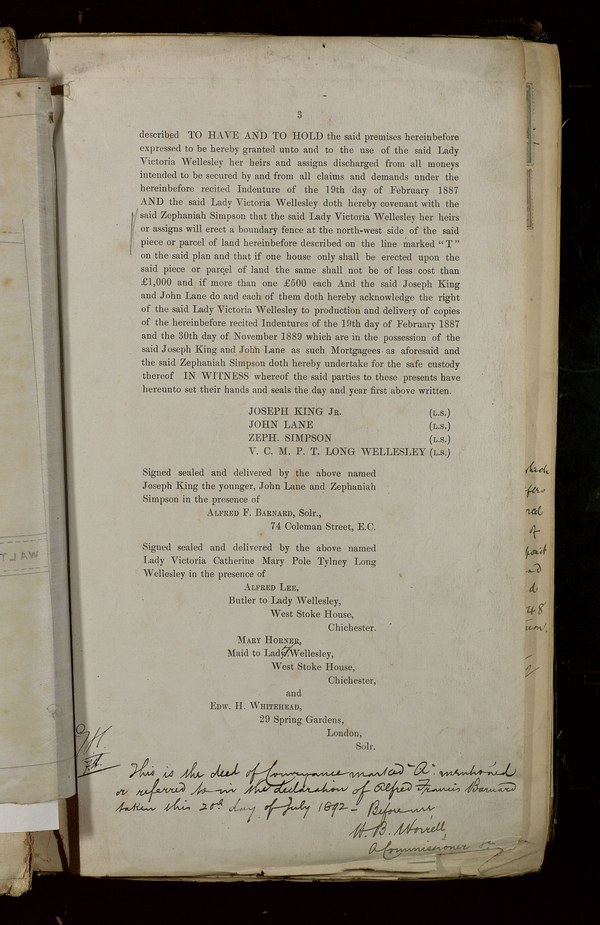 3
described TO HAVE AND TO HOLD the said premises hereinbefore
expressed to be hereby granted unto and to the use of the said Lady
Victoria Wellesley her heirs and assigns discharged from all moneys
intended to be secured by and from all claims and demands under the
hereinbefore recited Indenture of the 19th day of February 1887
AND the said Lady Victoria Wellesley doth hereby covenant with the
said Zephaniah Simpson that the said Lady Victoria Wellesley her heirs
or assigns will erect a boundary fence at the north-west side of the said
piece or parcel of land hereinbefore described on the line marked "T"
on the said plan and that if one house only shall be erected upon the
said piece or parcel of land the same shall not be of less cost than
£1,000 and if more than one £500 each And the said Joseph King
and John Lane do and each of them doth hereby acknowledge the right
of the said Lady Victoria Wellesley to production and delivery of copies
of the hereinbefore recited Indentures of the 19th day of February 1887
and the 30th day of November 1889 which are in the possession of the
said Joseph King and John Lane as such Mortgagees as aforesaid and
the said Zephaniah Simpson doth hereby undertake for the safe custody
thereof IN WITNESS whereof the said parties to these presents have
hereunto set their hands and seals the day and year first above written.
JOSEPH KING Jr. (L.S.)
JOHN LANE (L.S.)
ZEPH. SIMPSON (L.S.)
V. C. M. P. T. LONG WELLESLEY (L.S.)
Signed sealed and delivered by the above named
Joseph King the younger, John Lane and Zephaniah
Simpson in the presence of
Alfred F. Barnard, Solr.,
74 Coleman Street, E.C.
Signed sealed and delivered by the above named
Lady Victoria Catherine Mary Pole Tylney Long
Wellesley in the presence of
Alfred Lee,
Butler to Lady Wellesley,
West Stoke House,
Chichester.
Mary Horner,
Maid to Lady Wellesley,
West Stoke House,
Chichester,
and
Edw. H. Whitehead,
29 Spring Gardens,
London,
Solr.
This is the deed of Conveyance marked "A" mentioned
or referred to in the declaration of Alfred Francis Barnard
taken this 20th day of July 1892 - Before me,
W. B. Worrell,
A Commissioner